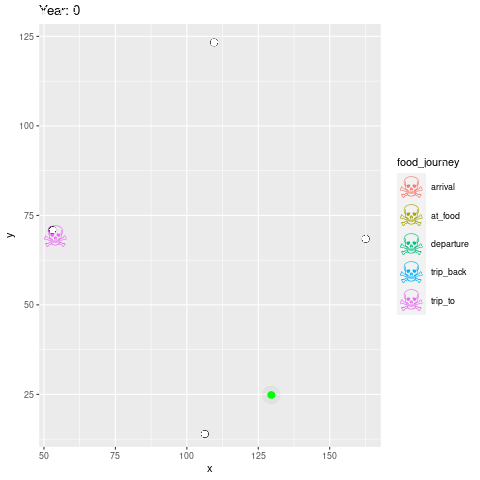 Year: 0
125
100
75
50
25
y
50
75
100
125
150
x
food_journey
arrival
at_food
departure
trip_back
trip_to